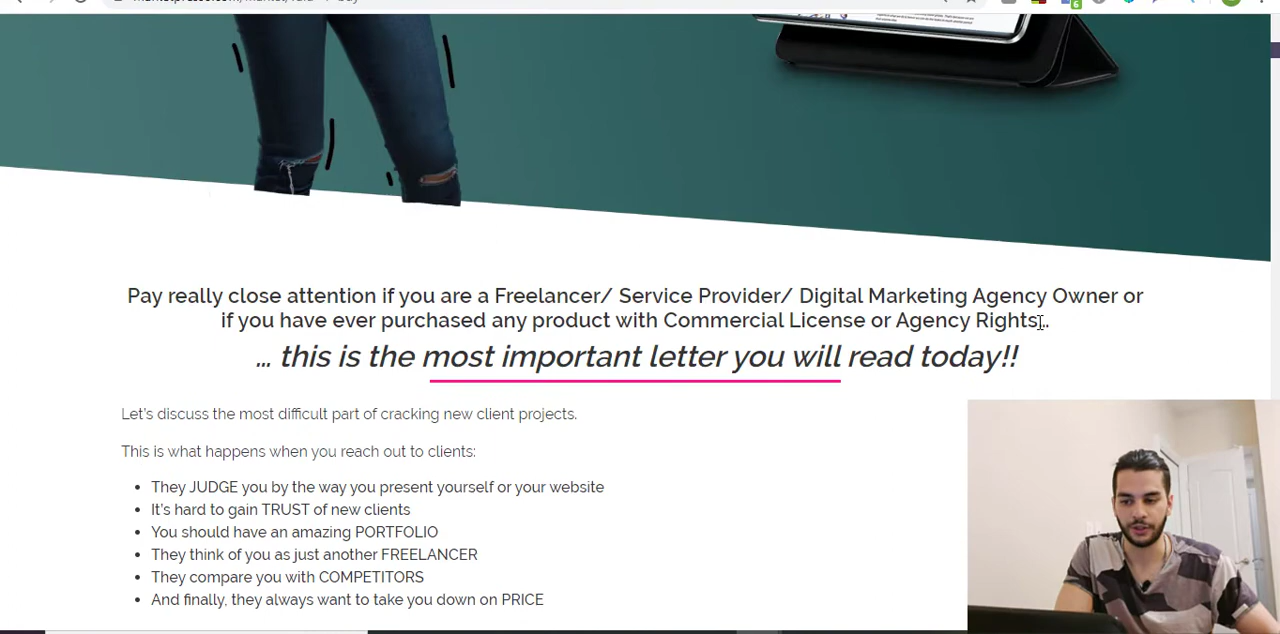 Pay really close attention if you are a Freelancer/ Service Provider/ Digital Marketing Agency Owner or
if you have ever purchased any product with Commercial License or Agency Rights...
... this is the most important letter you will read today!!
Let's discuss the most difficult part of cracking new client projects.
This is what happens when you reach out to clients:
• They JUDGE you by the way you present yourself or your website
• It's hard to gain TRUST of new clients
• You should have an amazing PORTFOLIO
• They think of you as just another FREELANCER
• They compare you with COMPETITORS
• And finally, they always want to take you down on PRICE